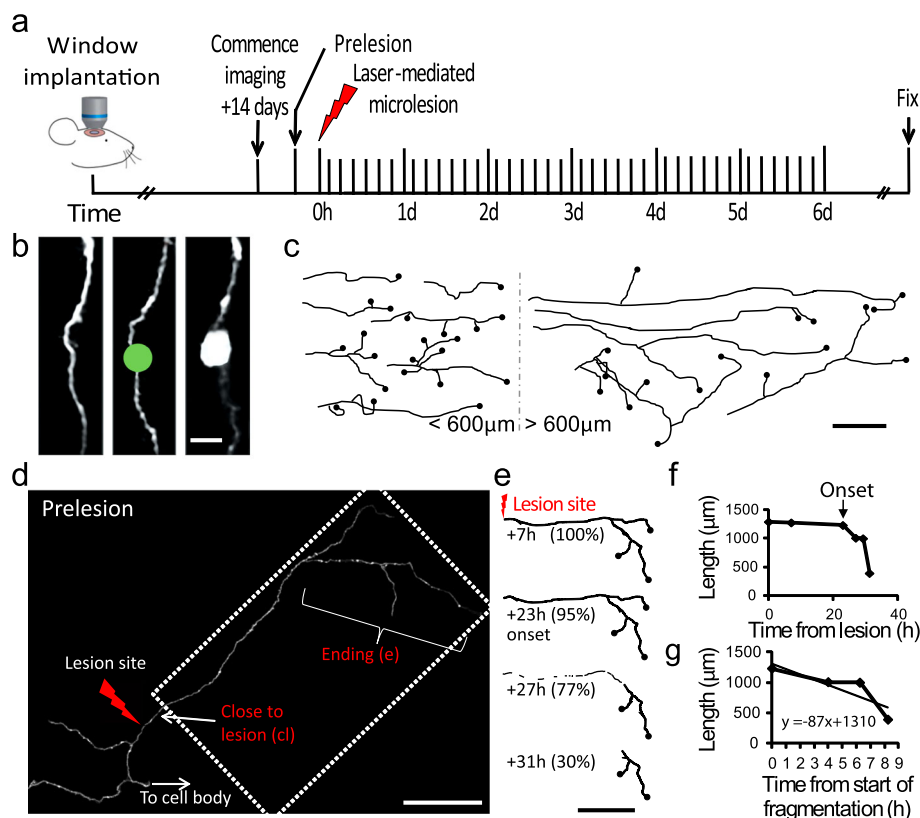 a
Window
implantation
Commence
imaging
+14 days
Prelesion
Laser-mediated
microlesion
Fix
Time
0h 1d 2d 3d 4d 5d 6d
b
c
< 600µm > 600µm
d
Prelesion
Lesion site
Close to
lesion (cl)
Ending (e)
To cell body
e
Lesion site
+7h (100%)
+23h (95%)
onset
+27h (77%)
+31h (30%)
f
Onset
Length (µm)
1500
1000
500
0
0 20 40
Time from lesion (h)
g
Length (µm)
1500
1000
500
0
y =-87x+1310
0 1 2 3 4 5 6 7 8 9
Time from start of
fragmentation (h)